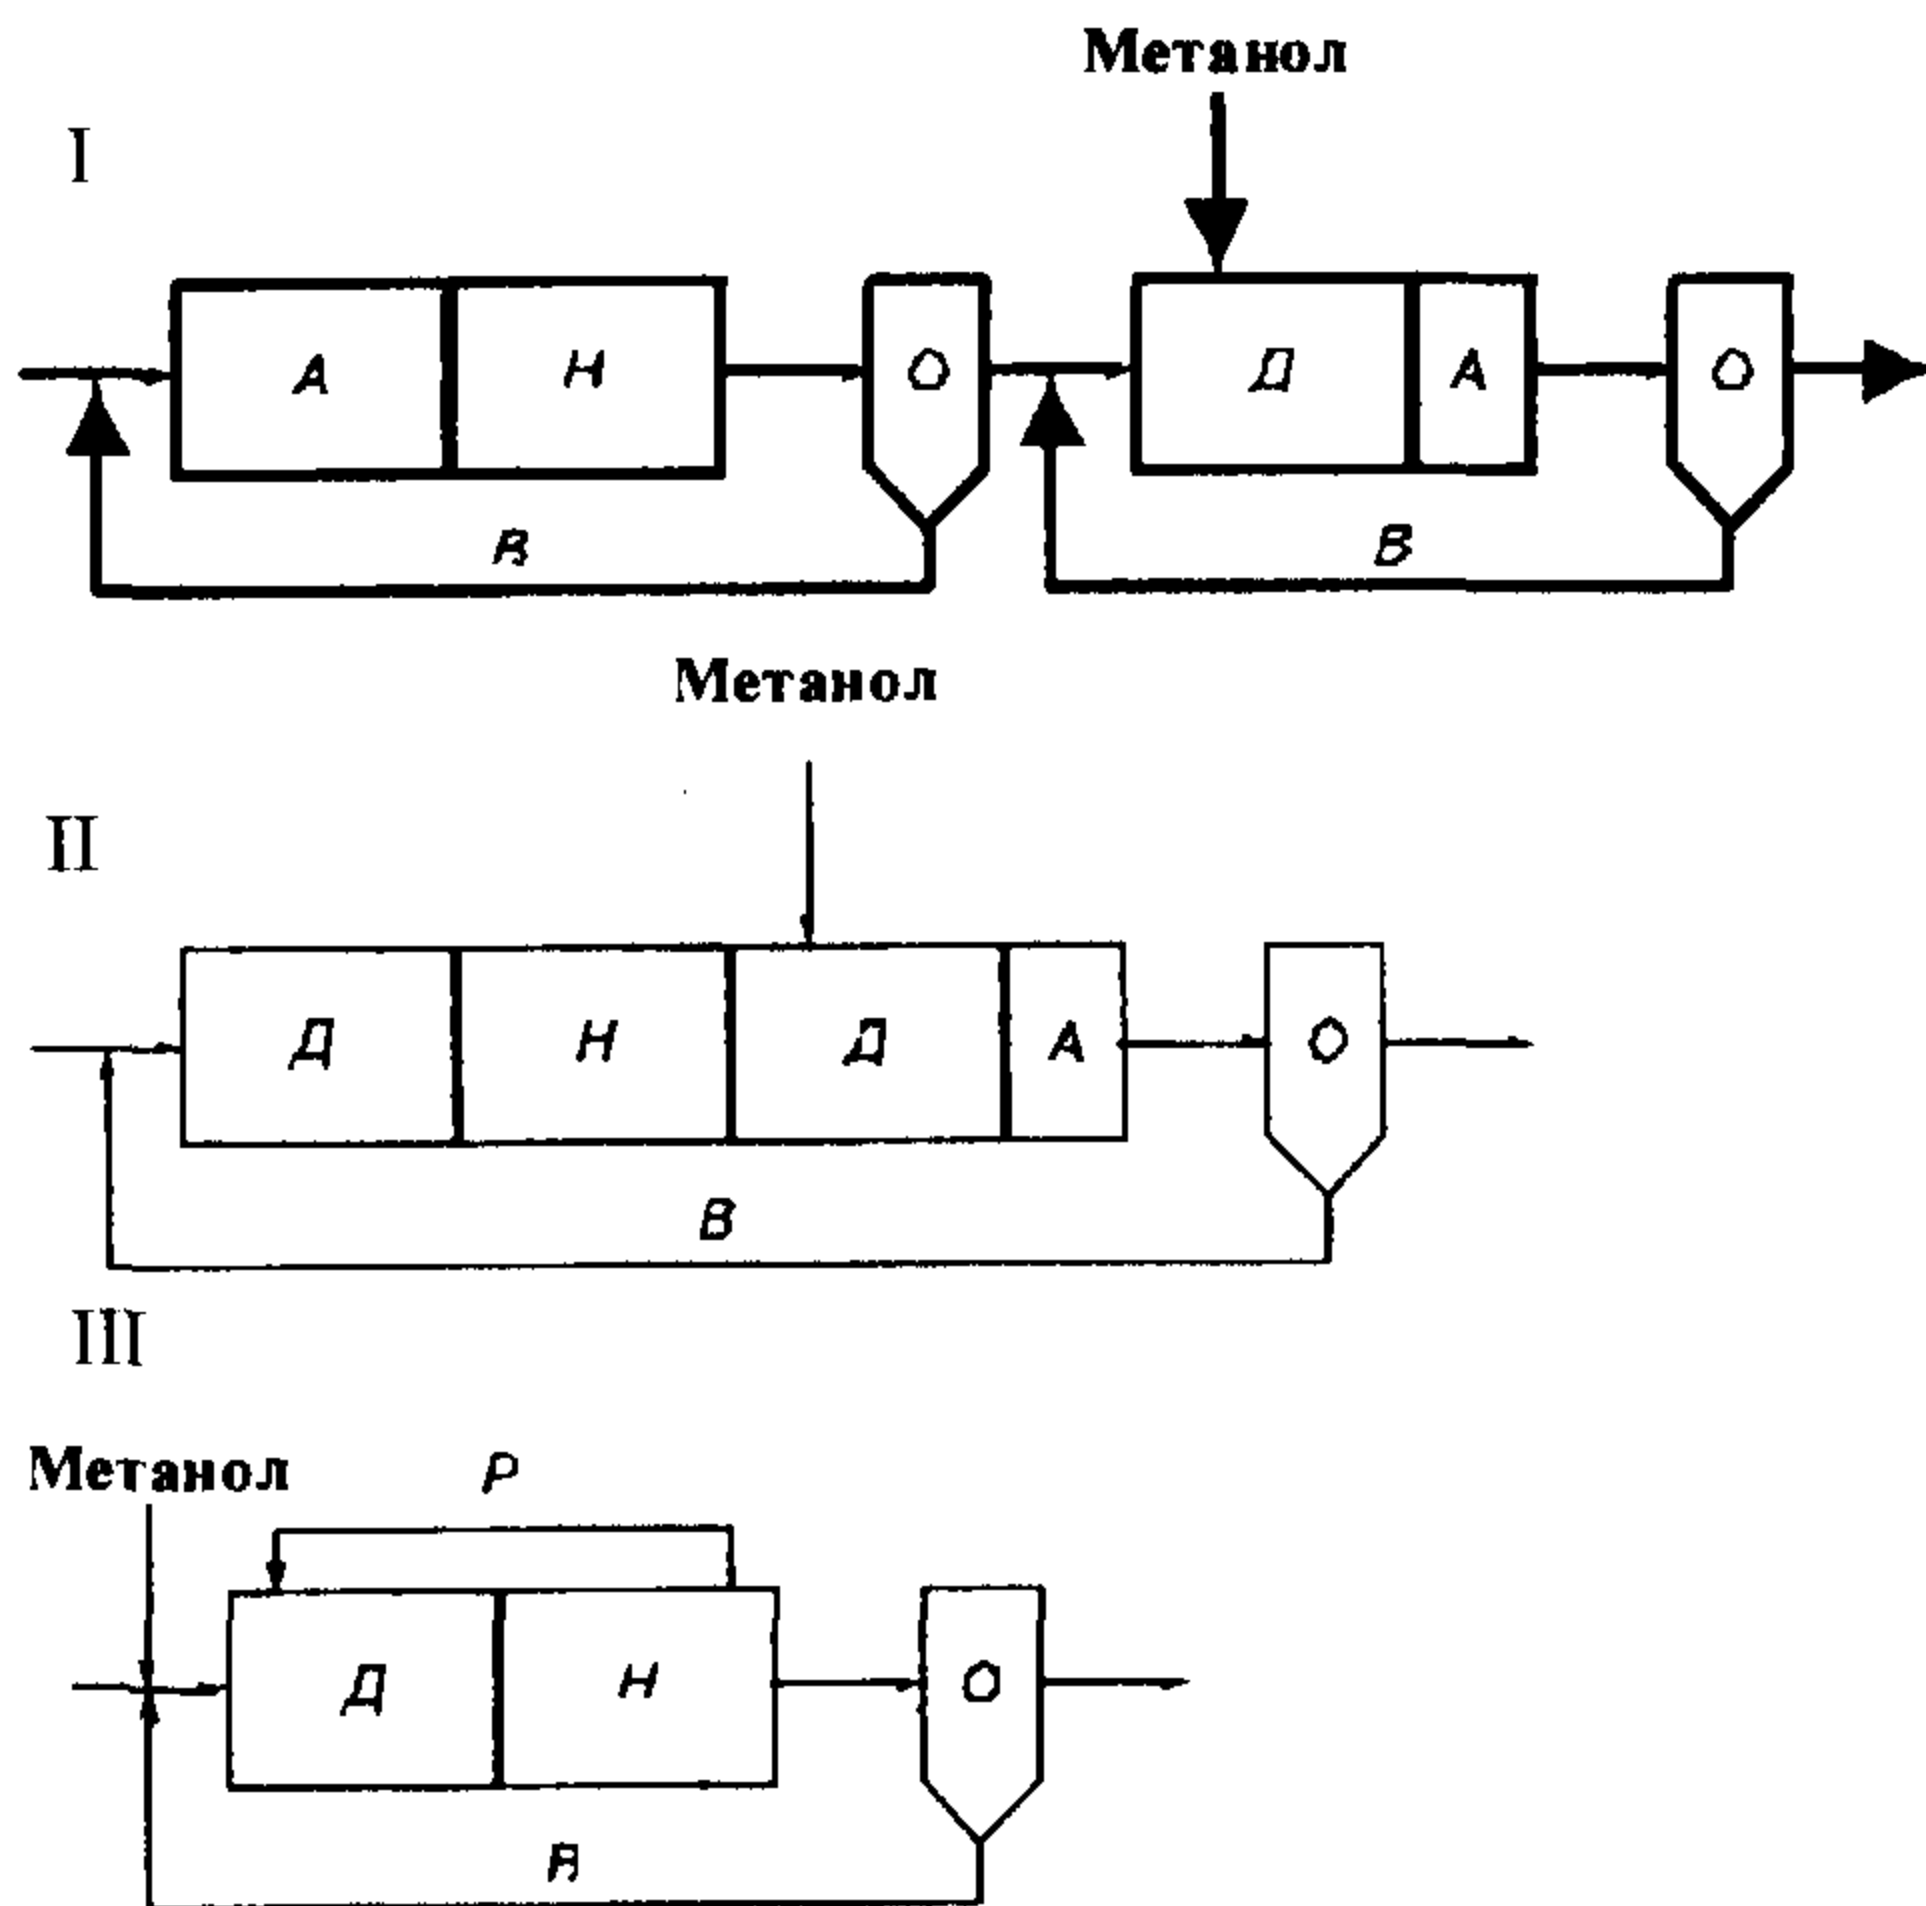 Метанол
I
А Н О Д А О
В В
Метанол
II
Д Н Д А О
В
III
Метанол Р
Д Н О
В